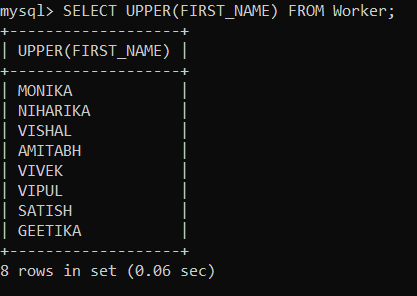 mysql> SELECT UPPER(FIRST_NAME) FROM Worker;
+-------------------+
| UPPER(FIRST_NAME) |
+-------------------+
| MONIKA            |
| NIHARIKA          |
| VISHAL            |
| AMITABH           |
| VIVEK             |
| VIPUL             |
| SATISH            |
| GEETIKA           |
+-------------------+
8 rows in set (0.06 sec)